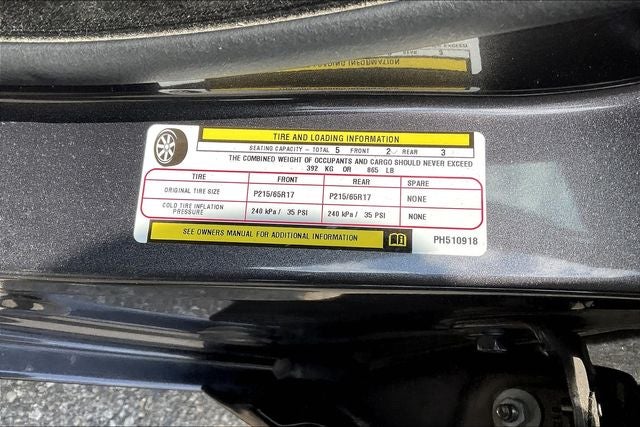 TIRE AND LOADING INFORMATION
SEATING CAPACITY - TOTAL 5 FRONT 2 REAR 3
THE COMBINED WEIGHT OF OCCUPANTS AND CARGO SHOULD NEVER EXCEED
392 KG OR 865 LB
TIRE FRONT REAR SPARE
ORIGINAL TIRE SIZE P215/65R17 P215/65R17 NONE
COLD TIRE INFLATION PRESSURE 240 kPa / 35 PSI 240 kPa / 35 PSI NONE
SEE OWNERS MANUAL FOR ADDITIONAL INFORMATION
PH510918